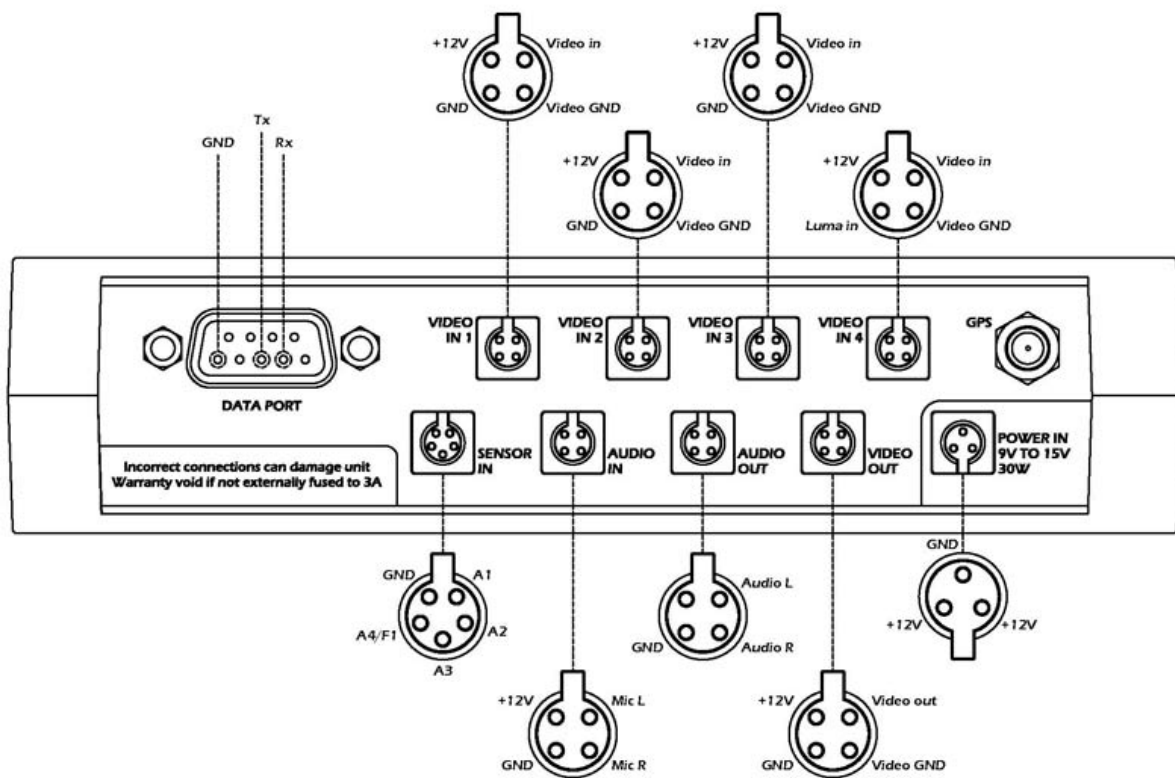 +12V
Video in
GND
Video GND
+12V
Video in
GND
Video GND
Tx
GND
Rx
+12V
Video in
GND
Video GND
+12V
Video in
Luma in
Video GND
VIDEO
IN 1
VIDEO
IN 2
VIDEO
IN 3
VIDEO
IN 4
GPS
DATA PORT
Incorrect connections can damage unit
Warranty void if not externally fused to 3A
SENSOR
IN
AUDIO
IN
AUDIO
OUT
VIDEO
OUT
POWER IN
9V TO 15V
30W
GND
A1
A4/F1
A2
A3
Audio L
GND
Audio R
GND
+12V
+12V
+12V
Mic L
GND
Mic R
+12V
Video out
GND
Video GND